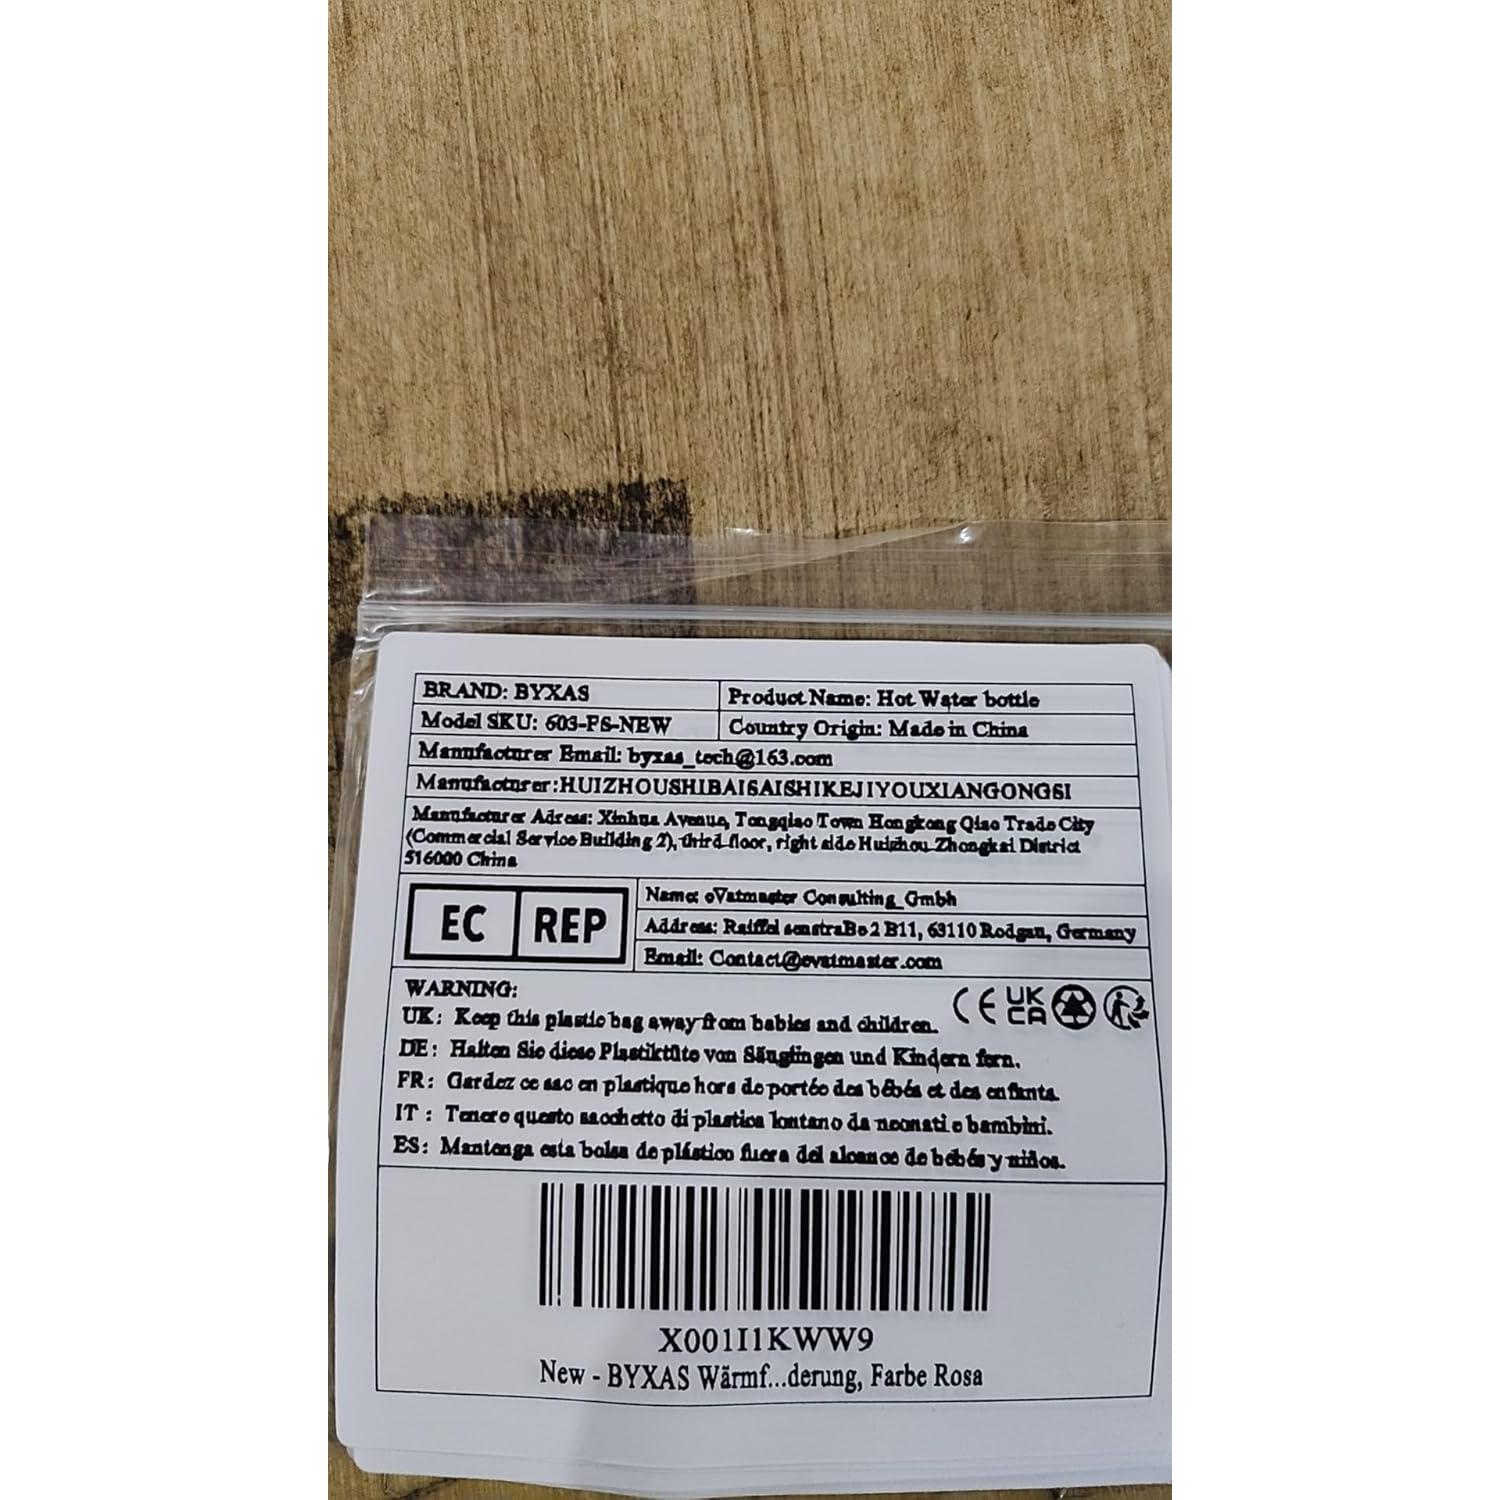 BRAND: BYXAS
Product Name: Hot Water bottle
Model SKU: 603-FS-NEW
Country Origin: Made in China
Manufacturer Email: byxas_tech@163.com
Manufacturer:HUIZHOUSHIBAISAISHIKEJIYOUXIANGONGSI
Manufacturer Adress: Xinhua Avenue, Tongqiao Town Hongkong Qiao Trade City
(Commercial Service Building 2), third floor, right side Huizhou Zhongkai District
516000 China
EC REP
Name: eVatmaster Consulting Gmbh
Address: RaiffeisenstraBe 2 B11, 63110 Rodgau, Germany
Email: Contact@evatmaster.com
WARNING:
CE UK CA
UK: Keep this plastic bag away from babies and children.
DE: Halten Sie diese Plastiktüte von Säuglingen und Kindern fern.
FR: Gardez ce sac en plastique hors de portée des bébés et des enfants.
IT : Tenere questo sacchetto di plastica lontano da neonati e bambini.
ES: Mantenga esta bolsa de plástico fuera del alcance de bebés y niños.
X001I1KWW9
New - BYXAS Wärmf...derung, Farbe Rosa